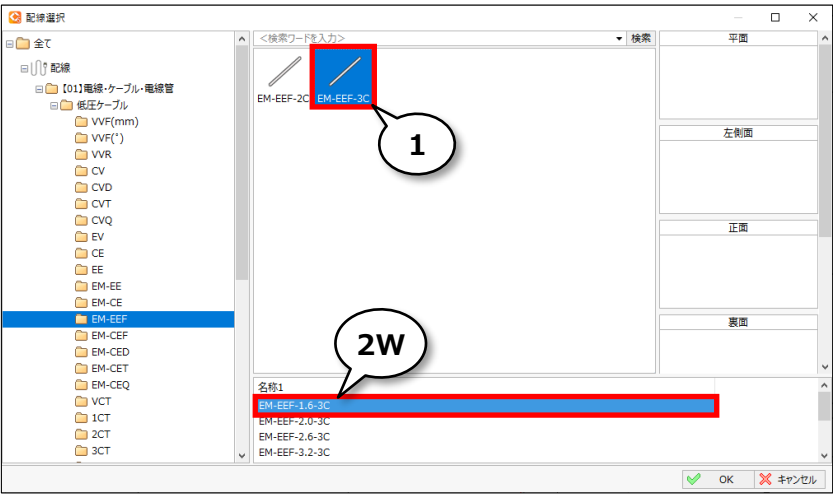 配線選択
全て
配線
【01】電線・ケーブル・電線管
低圧ケーブル
VVF(mm)
VVF(°)
VVR
CV
CVD
CVT
CVQ
EV
CE
EE
EM-EE
EM-CE
EM-EEF
EM-CEF
EM-CED
EM-CET
EM-CEQ
VCT
1CT
2CT
3CT
<検索ワードを入力>
検索
EM-EEF-2C
EM-EEF-3C
1
2W
名称1
EM-EEF-1.6-3C
EM-EEF-2.0-3C
EM-EEF-2.6-3C
EM-EEF-3.2-3C
平面
左側面
正面
裏面
OK
キャンセル